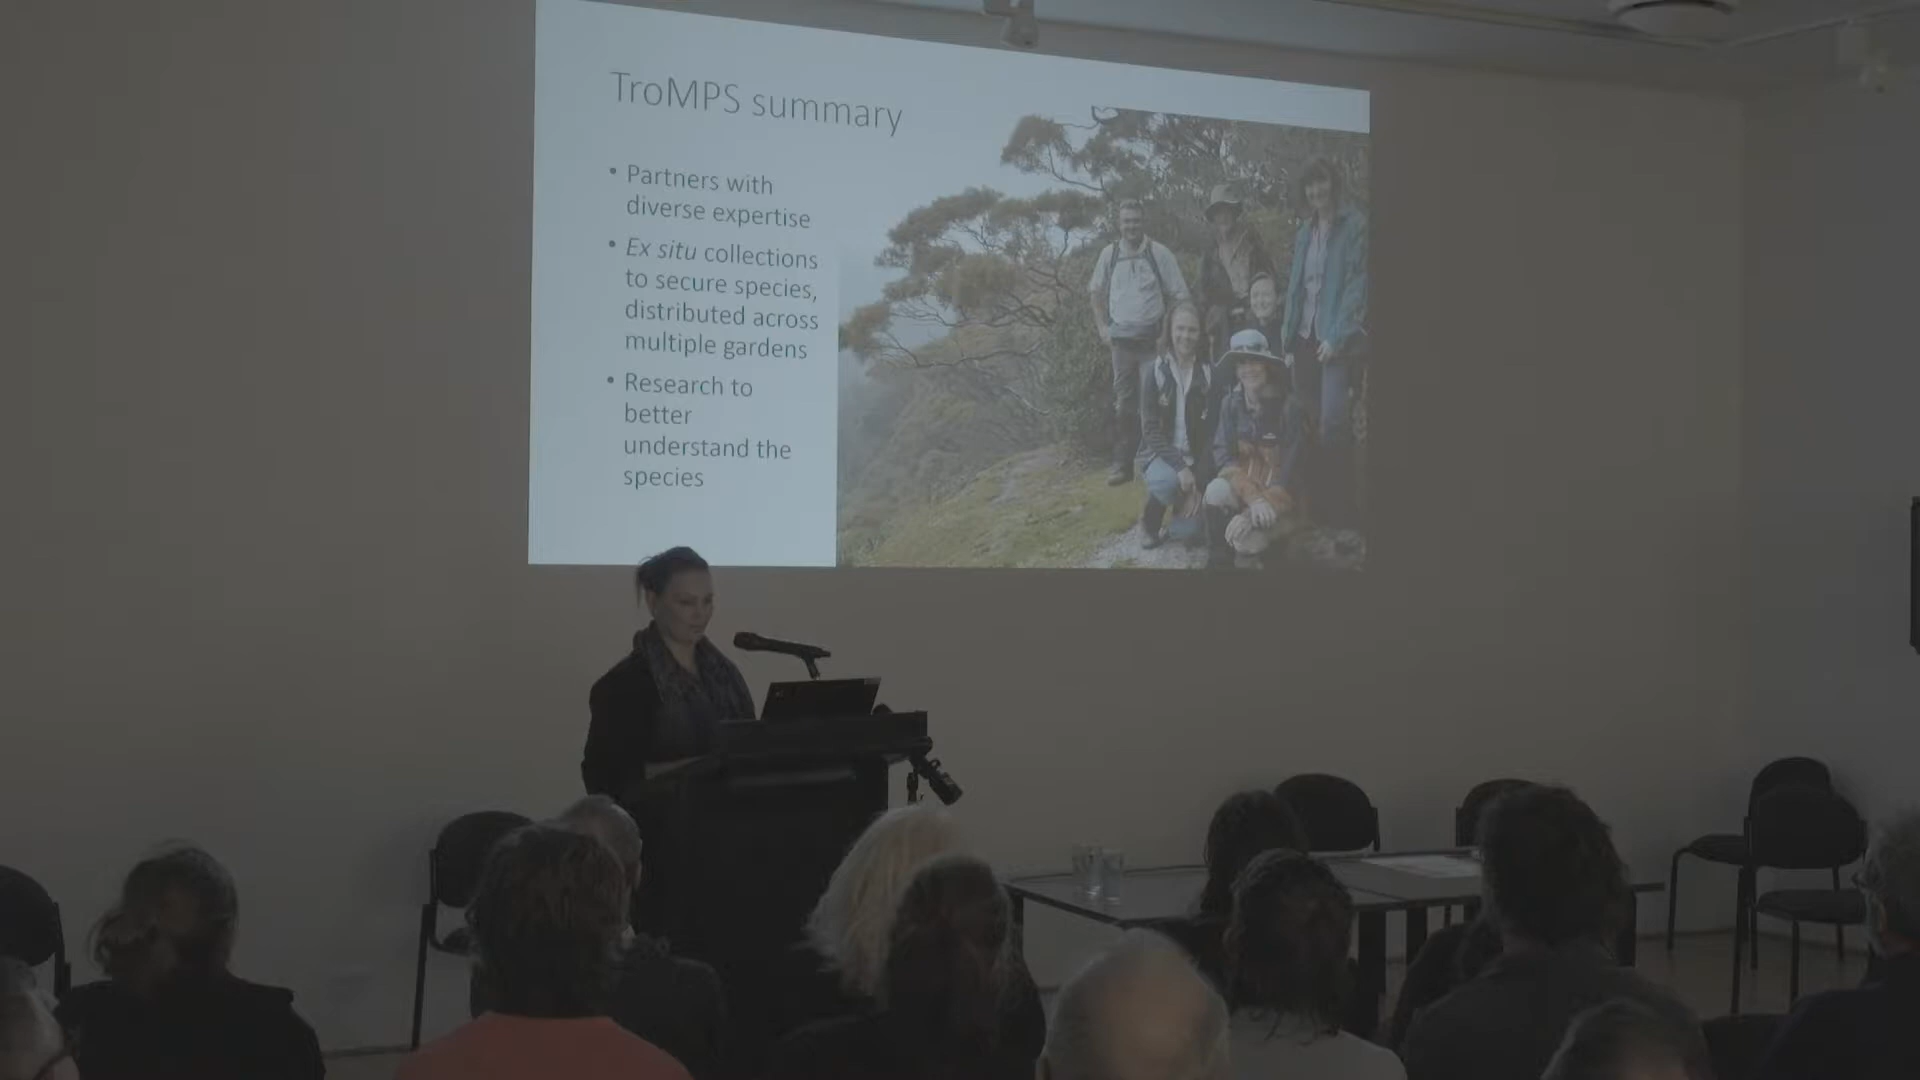 TroMPS summary
• Partners with
diverse expertise
• Ex situ collections
to secure species,
distributed across
multiple gardens
• Research to
better
understand the
species